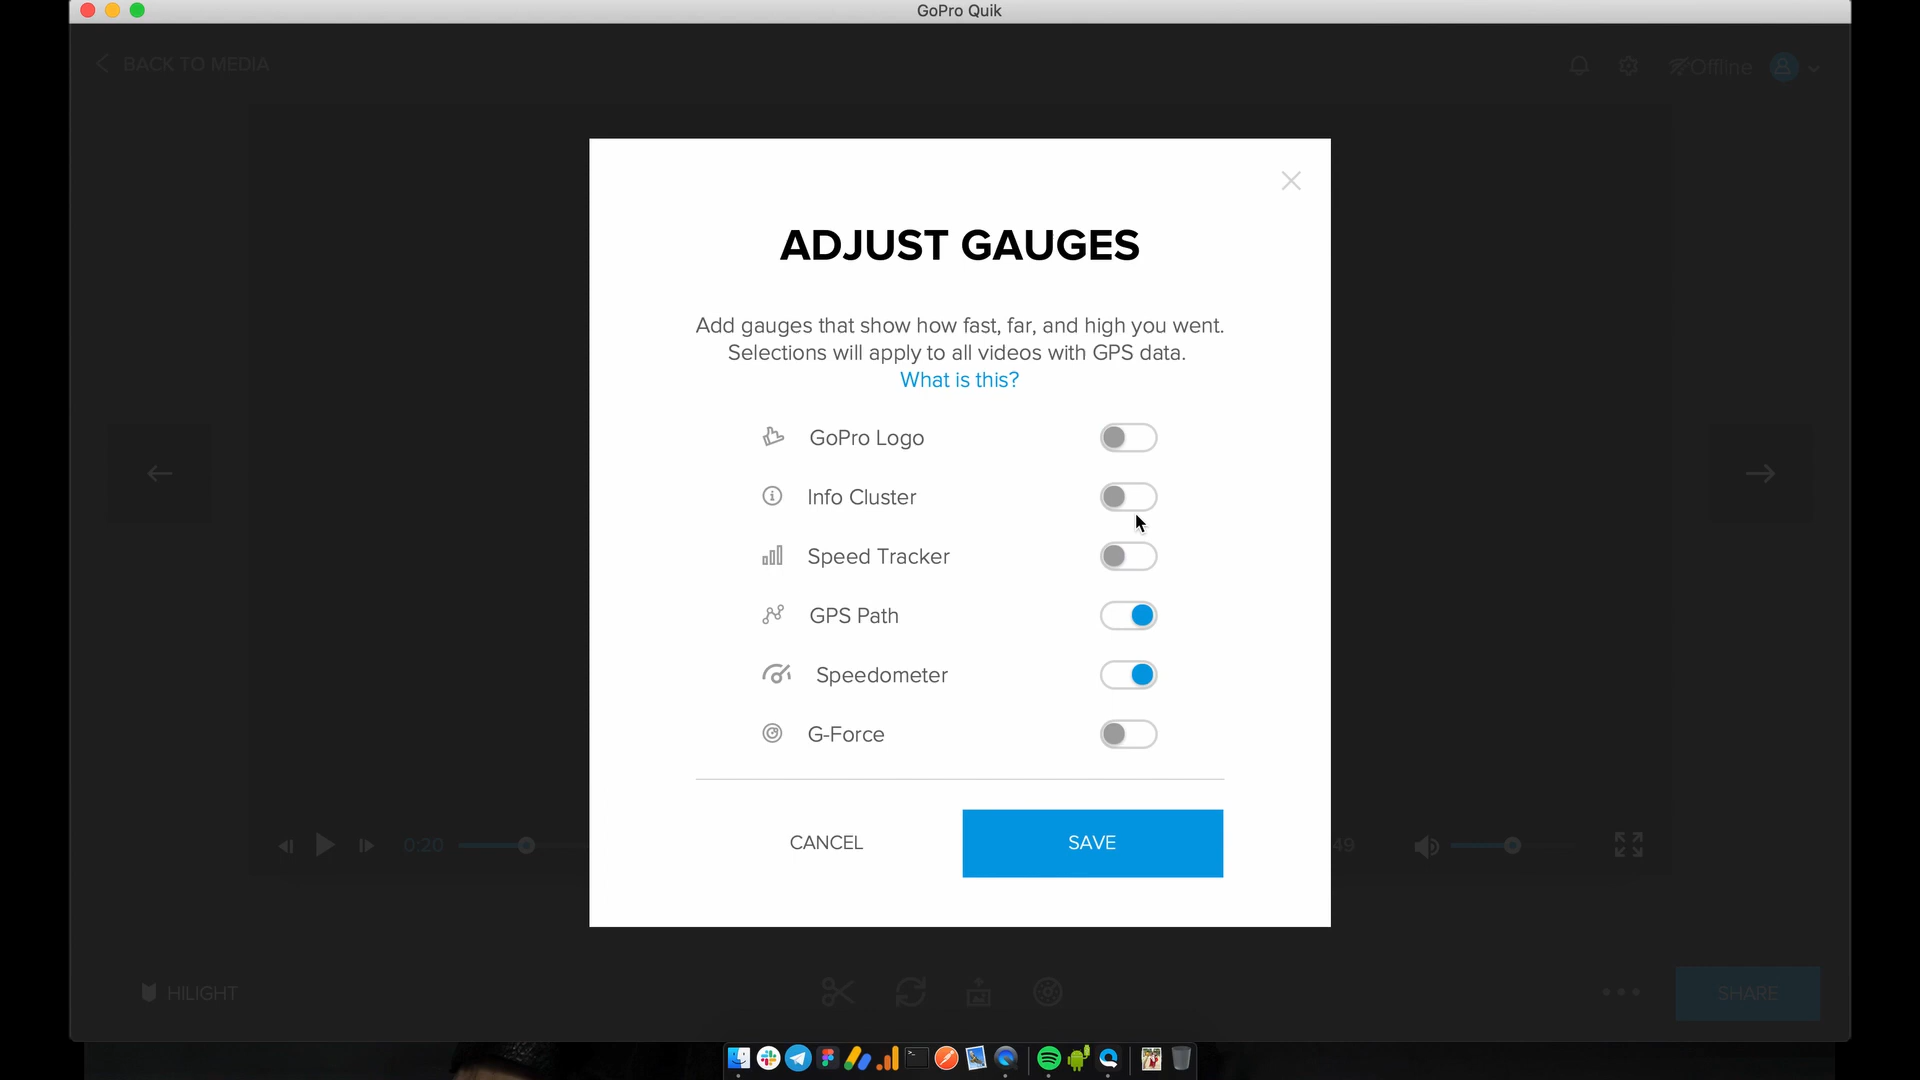 GoPro Quik
BACK TO MEDIA
Offline
ADJUST GAUGES
Add gauges that show how fast, far, and high you went.
Selections will apply to all videos with GPS data.
What is this?
GoPro Logo
Info Cluster
Speed Tracker
GPS Path
Speedometer
G-Force
CANCEL
SAVE
0:20
49
HILIGHT
SHARE